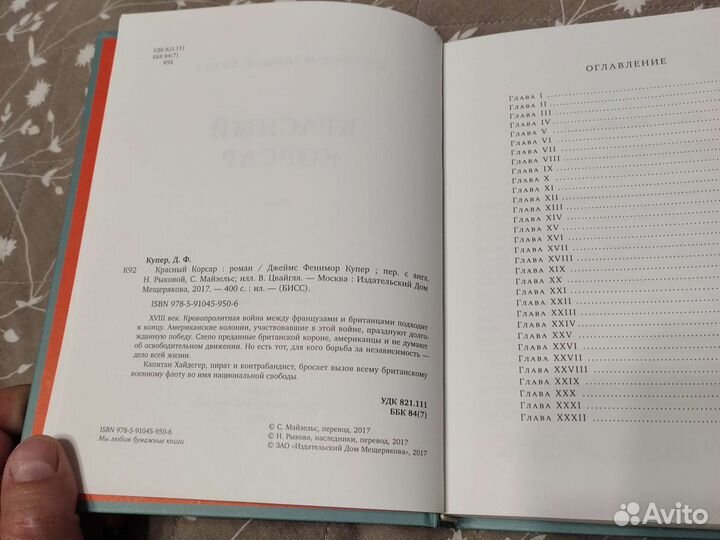 УДК 821.111
ББК 84(7)
К92
КРАСНЫЙ
КОРСАР
Купер, Д. Ф.
К92 Красный Корсар : роман / Джеймс Фенимор Купер ; пер. с англ.
Н. Рыковой, С. Майзельс ; илл. В. Цвайгля. — Москва : Издательский Дом
Мещерякова, 2017. — 400 с. : ил. — (БИСС).
ISBN 978-5-91045-950-6
XVIII век. Кровопролитная война между французами и британцами подходит
к концу. Американские колонии, участвовавшие в этой войне, празднуют долго-
жданную победу. Слепо преданные британской короне, американцы и не думают
об освободительном движении. Но есть тот, для кого борьба за независимость —
дело всей жизни.
Капитан Хайдегер, пират и контрабандист, бросает вызов всему британскому
военному флоту во имя национальной свободы.
УДК 821.111
ББК 84(7)
ISBN 978-5-91045-950-6
Мы любим бумажные книги
© С. Майзельс, перевод, 2017
© Н. Рыкова, наследники, перевод, 2017
© ЗАО «Издательский Дом Мещерякова», 2017
ОГЛАВЛЕНИЕ
Глава I
Глава II
Глава III
Глава IV
Глава V
Глава VI
Глава VII
Глава VIII
Глава IX
Глава X
Глава XI
Глава XII
Глава XIII
Глава XIV
Глава XV
Глава XVI
Глава XVII
Глава XVIII
Глава XIX
Глава XX
Глава XXI
Глава XXII
Глава XXIII
Глава XXIV
Глава XXV
Глава XXVI
Глава XXVII
Глава XXVIII
Глава XXIX
Глава XXX
Глава XXXI
Глава XXXII
Avito